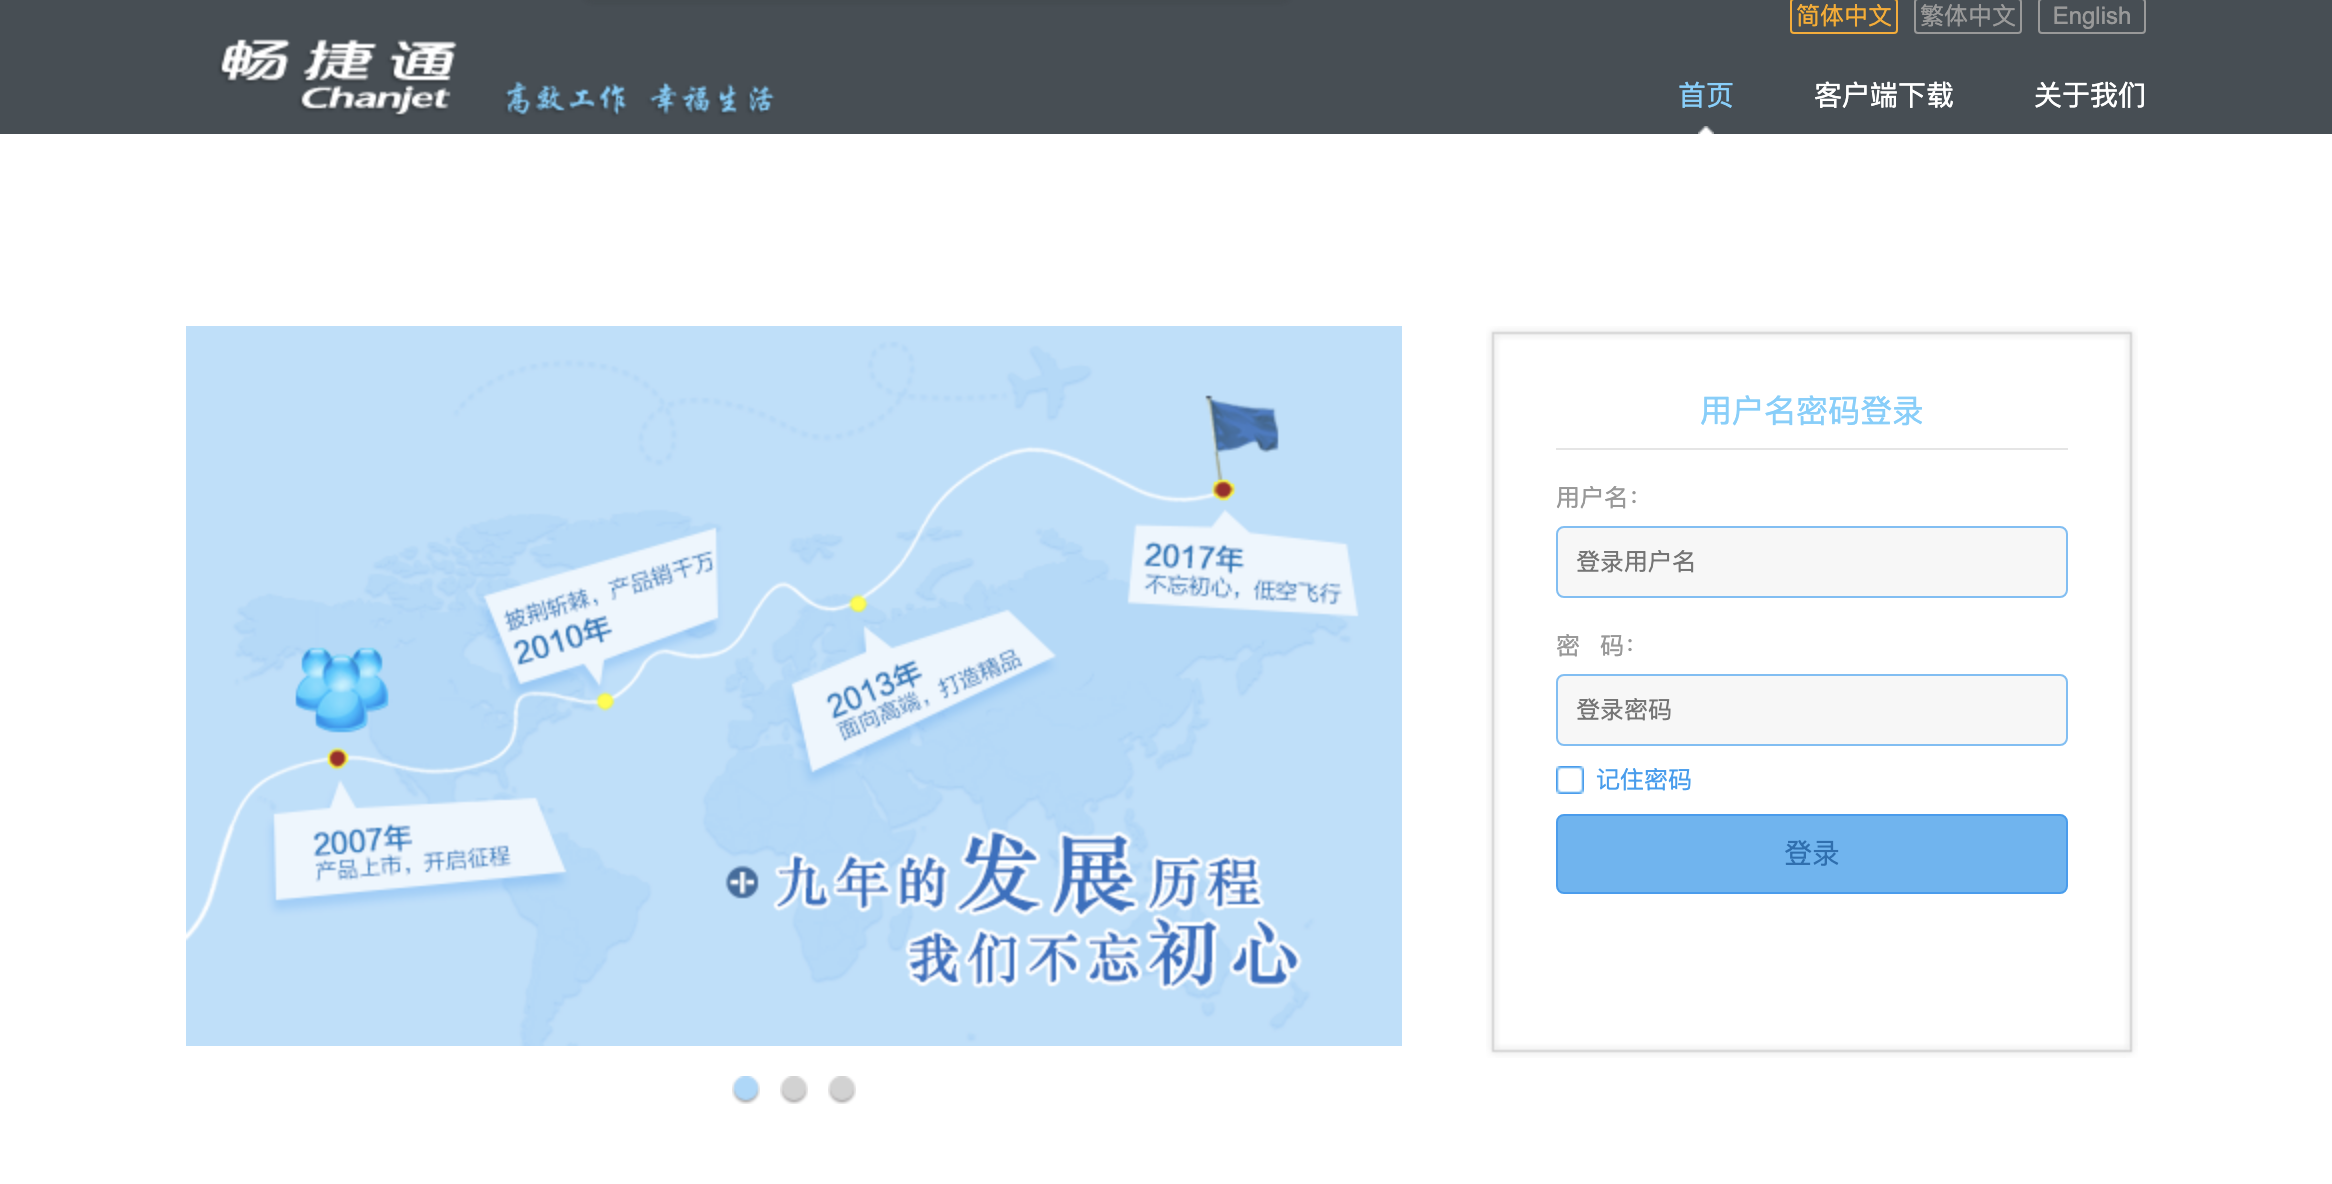 简体中文 繁体中文 English
畅捷通
Chanjet
高效工作 幸福生活
首页 客户端下载 关于我们
2007年
产品上市，开启征程
披荆斩棘，产品销千万
2010年
2013年
面向高端，打造精品
2017年
不忘初心，低空飞行
九年的发展历程
我们不忘初心
用户名密码登录
用户名：
登录用户名
密 码：
登录密码
记住密码
登录